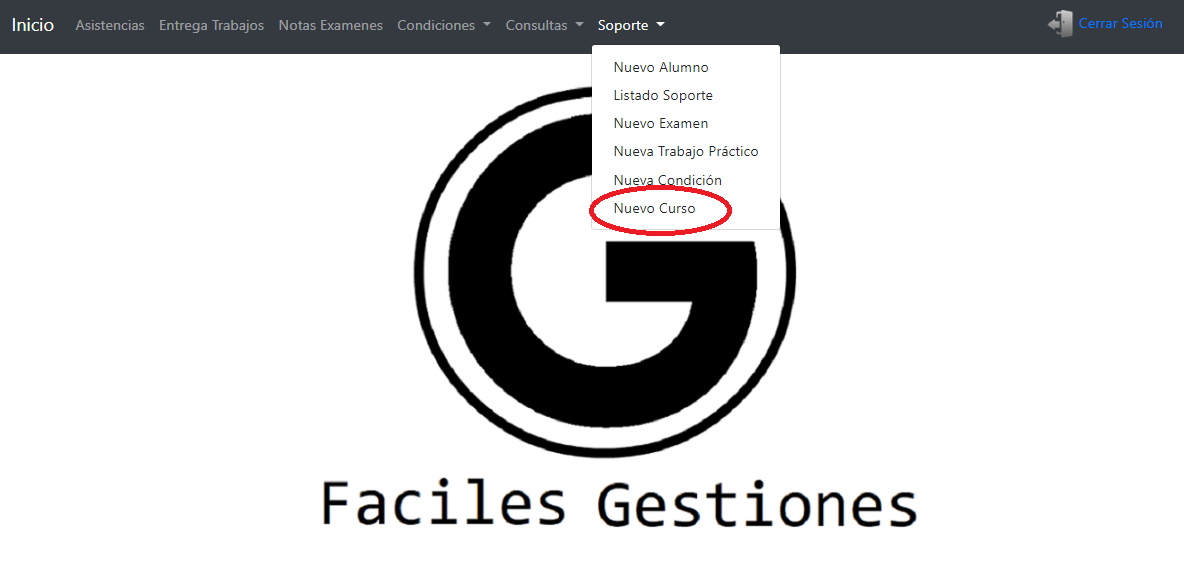 Inicio Asistencias Entrega Trabajos Notas Examenes Condiciones Consultas Soporte Cerrar Sesión
Nuevo Alumno
Listado Soporte
Nuevo Examen
Nueva Trabajo Práctico
Nueva Condición
Nuevo Curso
G
Faciles Gestiones